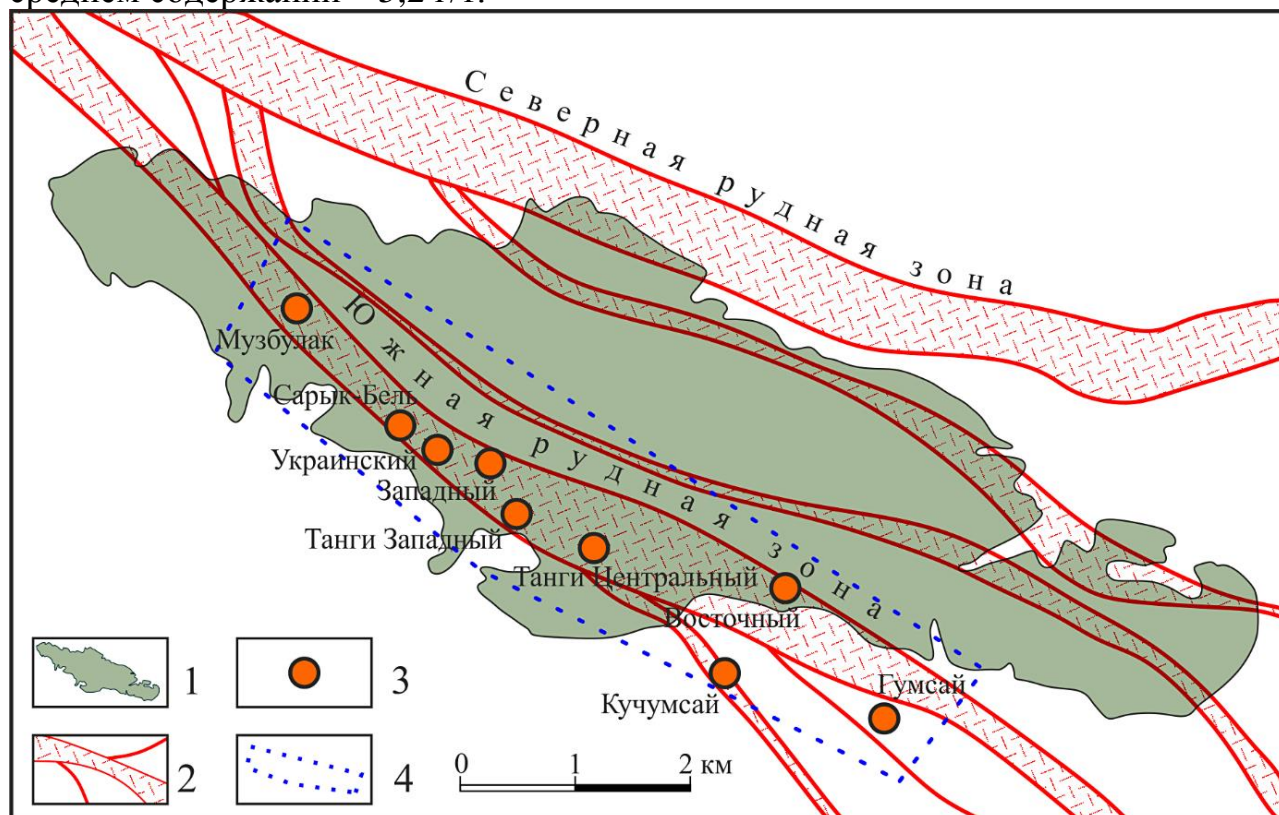 Северная рудная зона
Южная рудная зона
Музбулак
Сарык-Бель
Украинский
Западный
Танги Западный
Танги Центральный
Восточный
Гумсай
Кучумсай
1
3
2
4
0 1 2 км